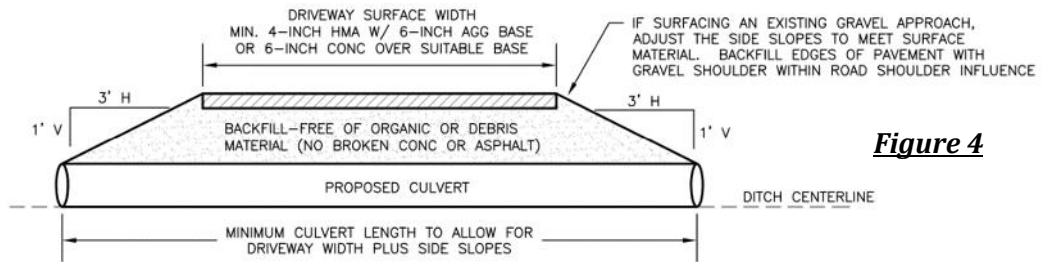 DRIVEWAY SURFACE WIDTH
MIN. 4-INCH HMA W/ 6-INCH AGG BASE
OR 6-INCH CONC OVER SUITABLE BASE
IF SURFACING AN EXISTING GRAVEL APPROACH,
ADJUST THE SIDE SLOPES TO MEET SURFACE
MATERIAL. BACKFILL EDGES OF PAVEMENT WITH
GRAVEL SHOULDER WITHIN ROAD SHOULDER INFLUENCE
3' H
3' H
1' V
1' V
BACKFILL-FREE OF ORGANIC OR DEBRIS
MATERIAL (NO BROKEN CONC OR ASPHALT)
Figure 4
PROPOSED CULVERT
DITCH CENTERLINE
MINIMUM CULVERT LENGTH TO ALLOW FOR
DRIVEWAY WIDTH PLUS SIDE SLOPES